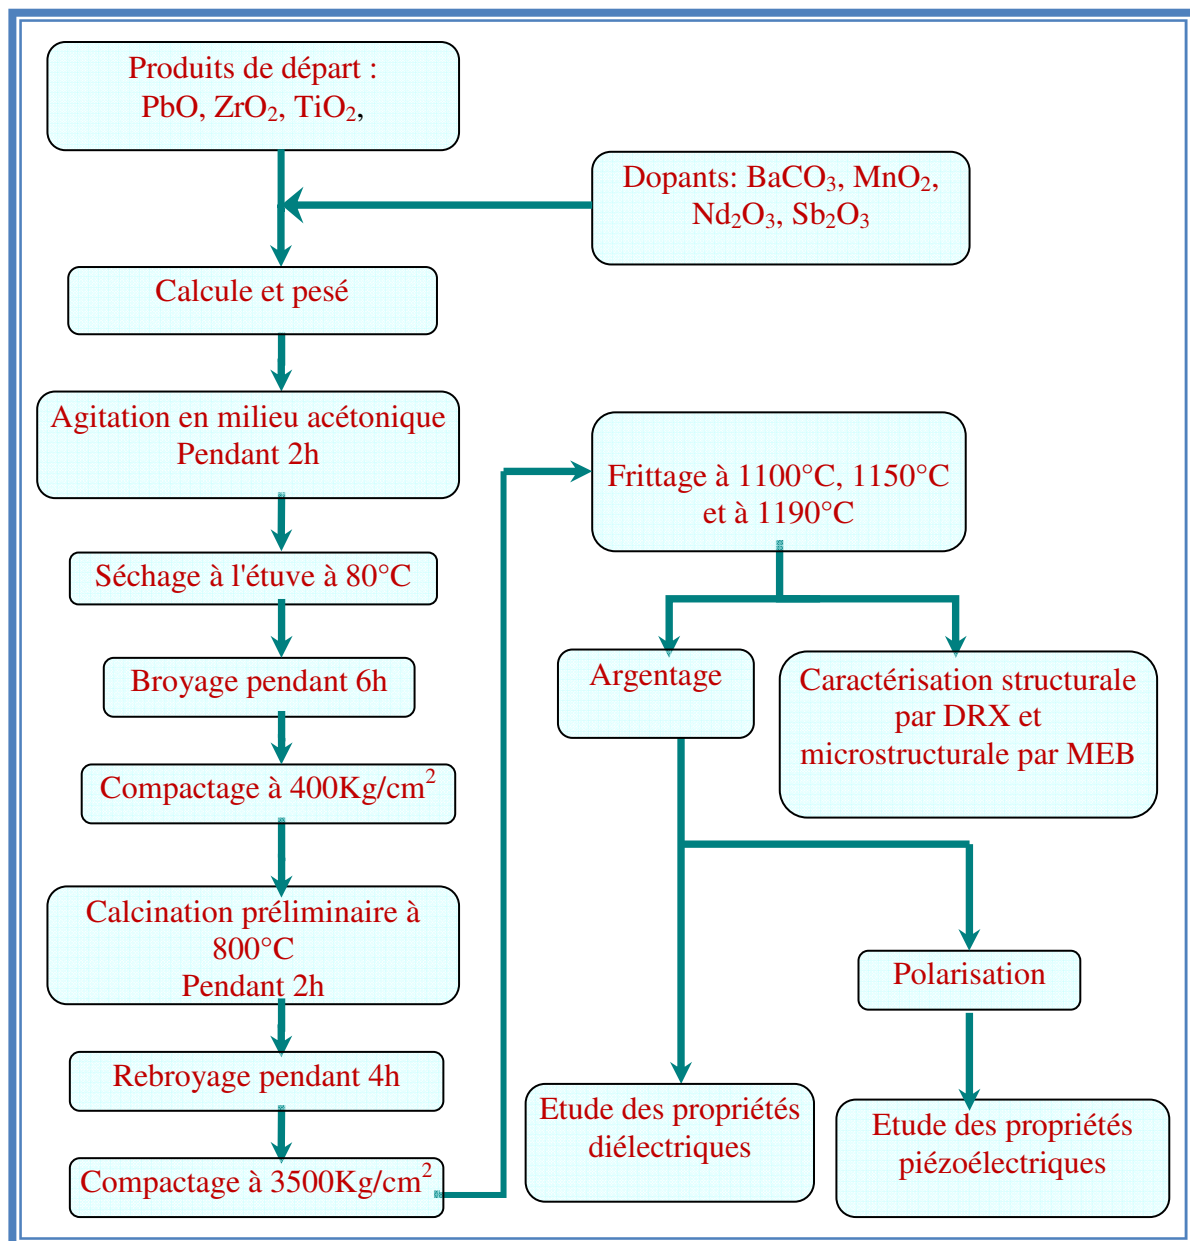 Produits de départ :
PbO, ZrO₂, TiO₂,
Dopants: BaCO₃, MnO₂,
Nd₂O₃, Sb₂O₃
Calcule et pesé
Agitation en milieu acétonique
Pendant 2h
Séchage à l'étuve à 80°C
Broyage pendant 6h
Compactage à 400Kg/cm²
Calcination préliminaire à
800°C
Pendant 2h
Rebroyage pendant 4h
Compactage à 3500Kg/cm²
Frittage à 1100°C, 1150°C
et à 1190°C
Argentage
Caractérisation structurale
par DRX et
microstructurale par MEB
Polarisation
Etude des propriétés
diélectriques
Etude des propriétés
piézoélectriques